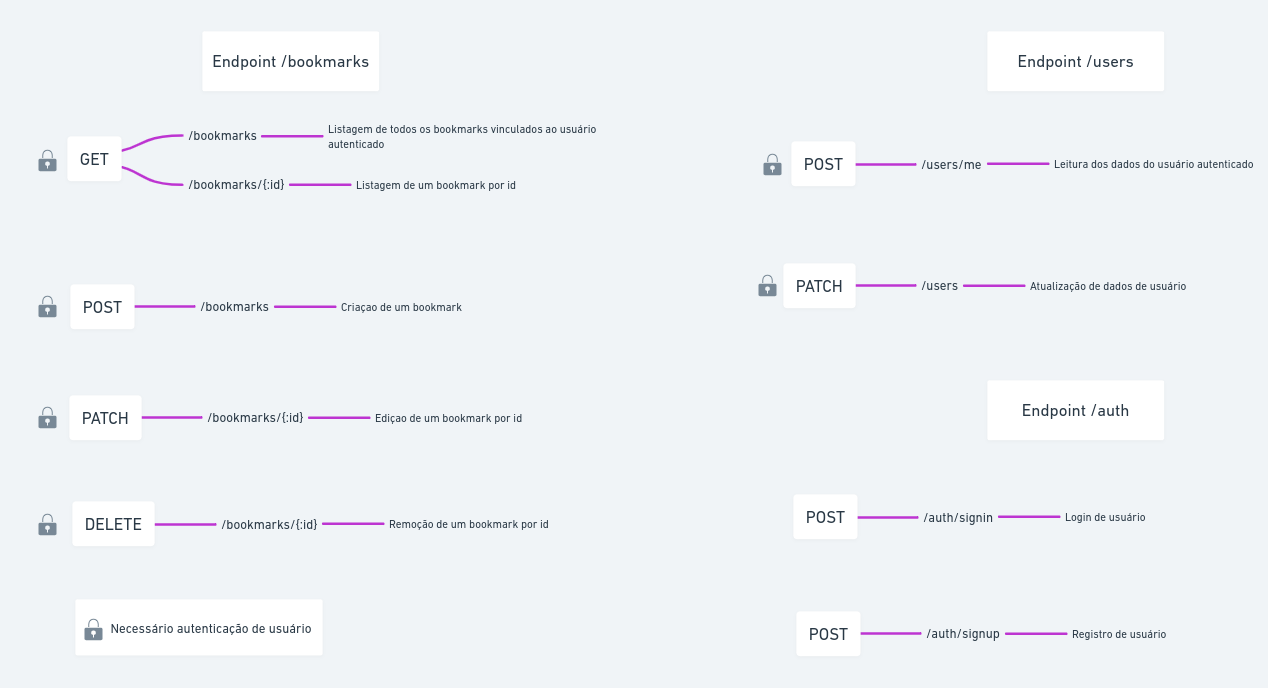 Endpoint /bookmarks
GET
/bookmarks
Listagem de todos os bookmarks vinculados ao usuário
autenticado
/bookmarks/{:id}
Listagem de um bookmark por id
POST
/bookmarks
Criaçao de um bookmark
PATCH
/bookmarks/{:id}
Ediçao de um bookmark por id
DELETE
/bookmarks/{:id}
Remoção de um bookmark por id
Necessário autenticação de usuário
Endpoint /users
POST
/users/me
Leitura dos dados do usuário autenticado
PATCH
/users
Atualização de dados de usuário
Endpoint /auth
POST
/auth/signin
Login de usuário
POST
/auth/signup
Registro de usuário